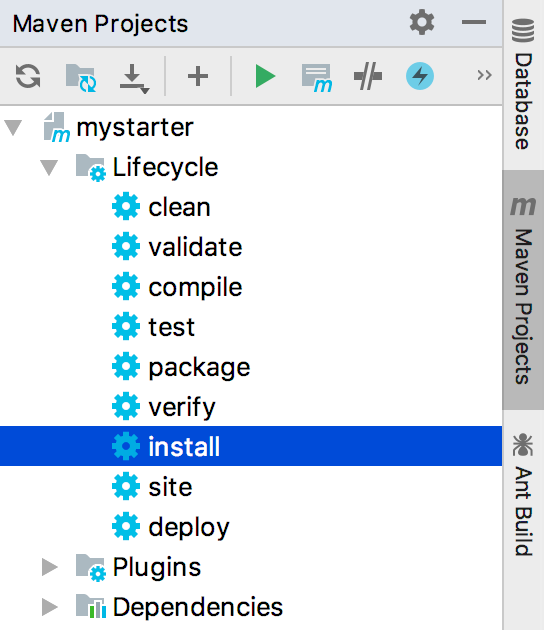 Maven Projects
mystarter
Lifecycle
clean
validate
compile
test
package
verify
install
site
deploy
Plugins
Dependencies
Database
Maven Projects
Ant Build